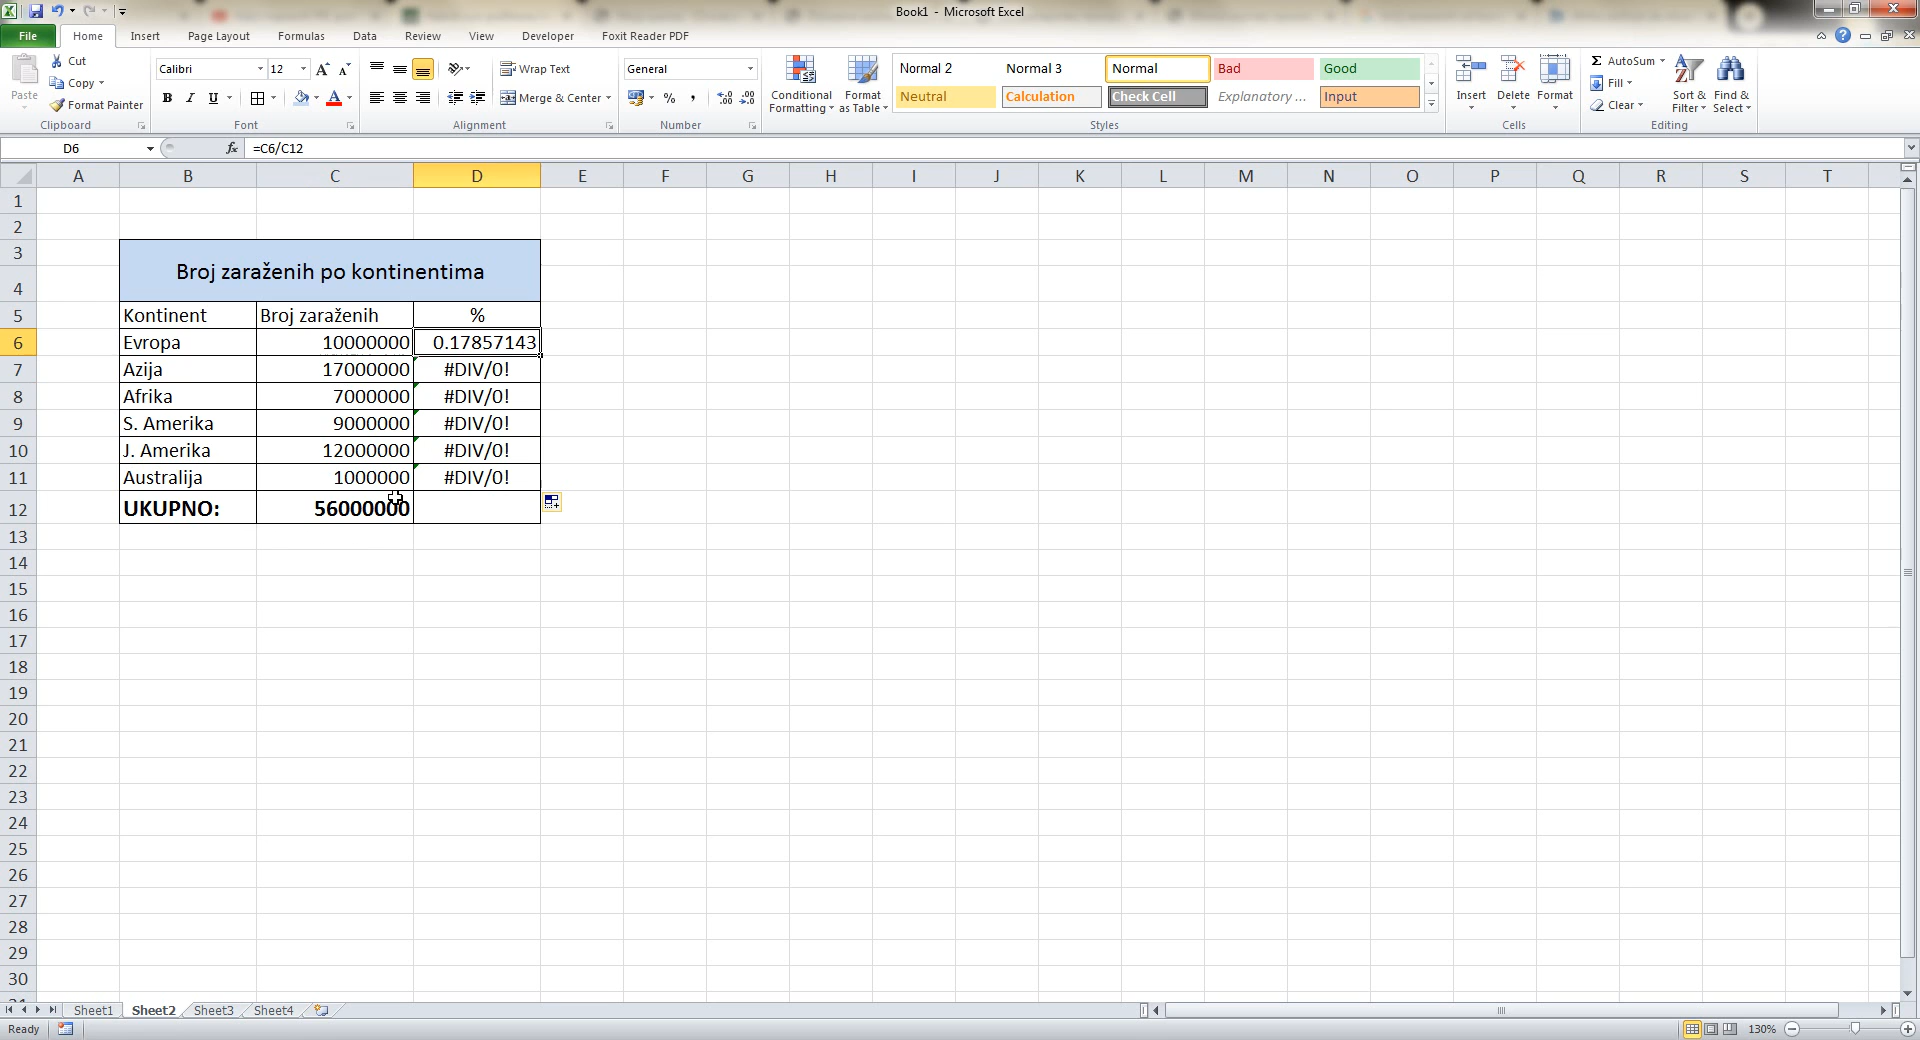 Book1 - Microsoft Excel
File Home Insert Page Layout Formulas Data Review View Developer Foxit Reader PDF
Paste
Cut
Copy
Format Painter
Clipboard
Calibri 12
B I U
Font
Wrap Text
Merge & Center
Alignment
General
% ,
Number
Conditional Formatting
Format as Table
Normal 2 Normal 3 Normal Bad Good
Neutral Calculation Check Cell Explanatory ... Input
Styles
Insert Delete Format
Cells
AutoSum
Fill
Clear
Sort & Filter
Find & Select
Editing
D6 fx =C6/C12
A B C D E F G H I J K L M N O P Q R S T
1
2
3
Broj zaraženih po kontinentima
4
5 Kontinent Broj zaraženih %
6 Evropa 10000000 0.17857143
7 Azija 17000000 #DIV/0!
8 Afrika 7000000 #DIV/0!
9 S. Amerika 9000000 #DIV/0!
10 J. Amerika 12000000 #DIV/0!
11 Australija 1000000 #DIV/0!
12 UKUPNO: 56000000
13
14
15
16
17
18
19
20
21
22
23
24
25
26
27
28
29
30
Sheet1 Sheet2 Sheet3 Sheet4
Ready 130%